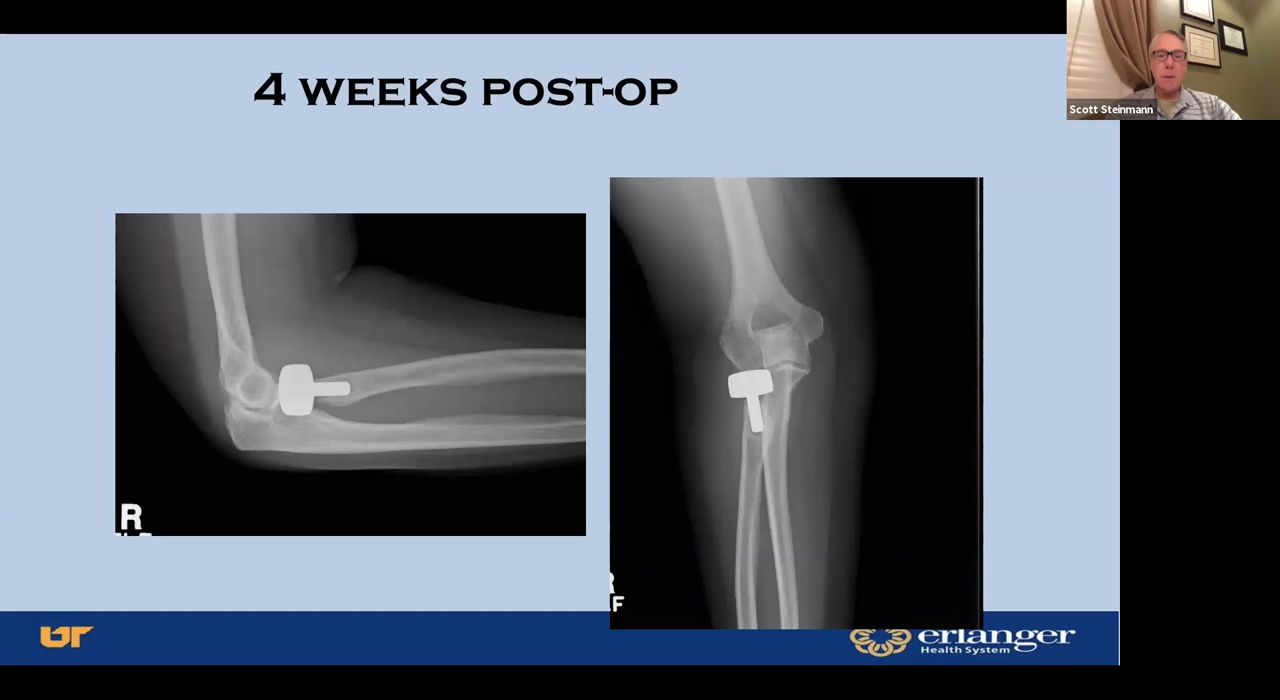 4 WEEKS POST-OP
Scott Steinmann
R
R
F
UT
erlanger
Health System